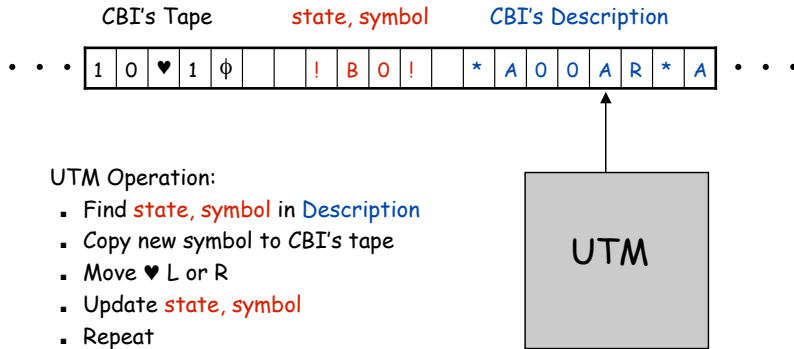 CBI's Tape state, symbol CBI's Description
• • • 1 0 ♥ 1 ϕ ! B 0 ! * A 0 0 A R * A • • •
UTM Operation:
▪ Find state, symbol in Description
▪ Copy new symbol to CBI's tape
▪ Move ♥ L or R
▪ Update state, symbol
▪ Repeat
UTM